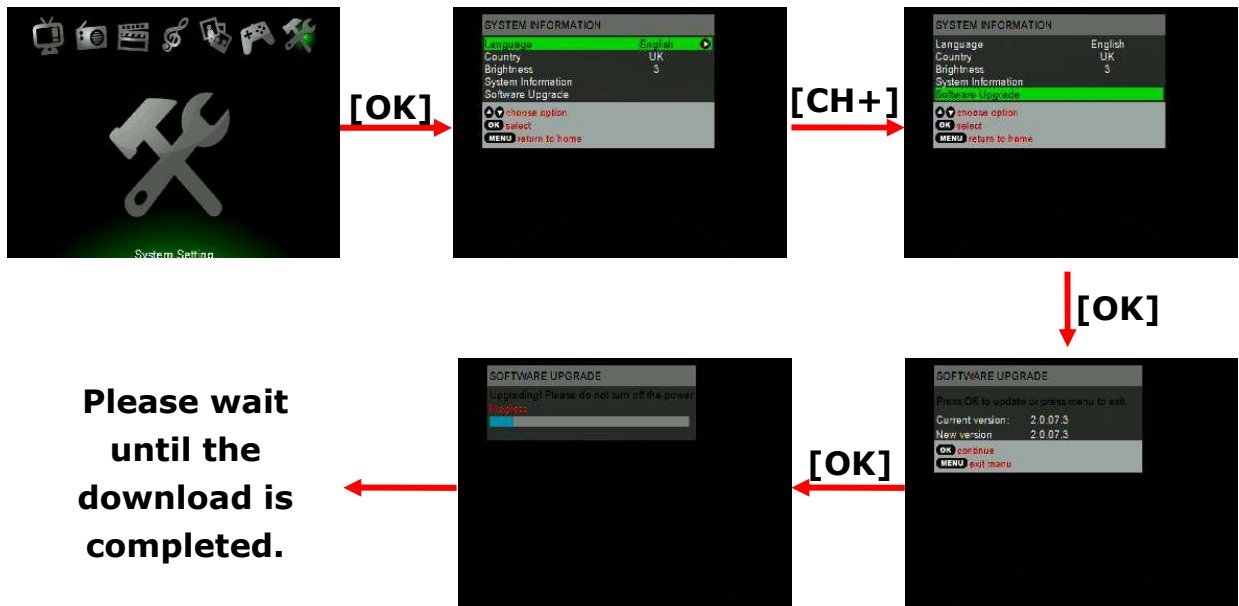 System Setting
[OK]
SYSTEM INFORMATION
Language English
Country UK
Brightness 3
System Information
Software Upgrade
choose option
OK select
MENU return to home
[CH+]
SYSTEM INFORMATION
Language English
Country UK
Brightness 3
System Information
Software Upgrade
choose option
OK select
MENU return to home
[OK]
SOFTWARE UPGRADE
Press OK to update or press menu to exit.
Current version: 2.0.07.3
New version 2.0.07.3
OK continue
MENU exit menu
[OK]
SOFTWARE UPGRADE
Upgrading! Please do not turn off the power
Progress
Please wait
until the
download is
completed.